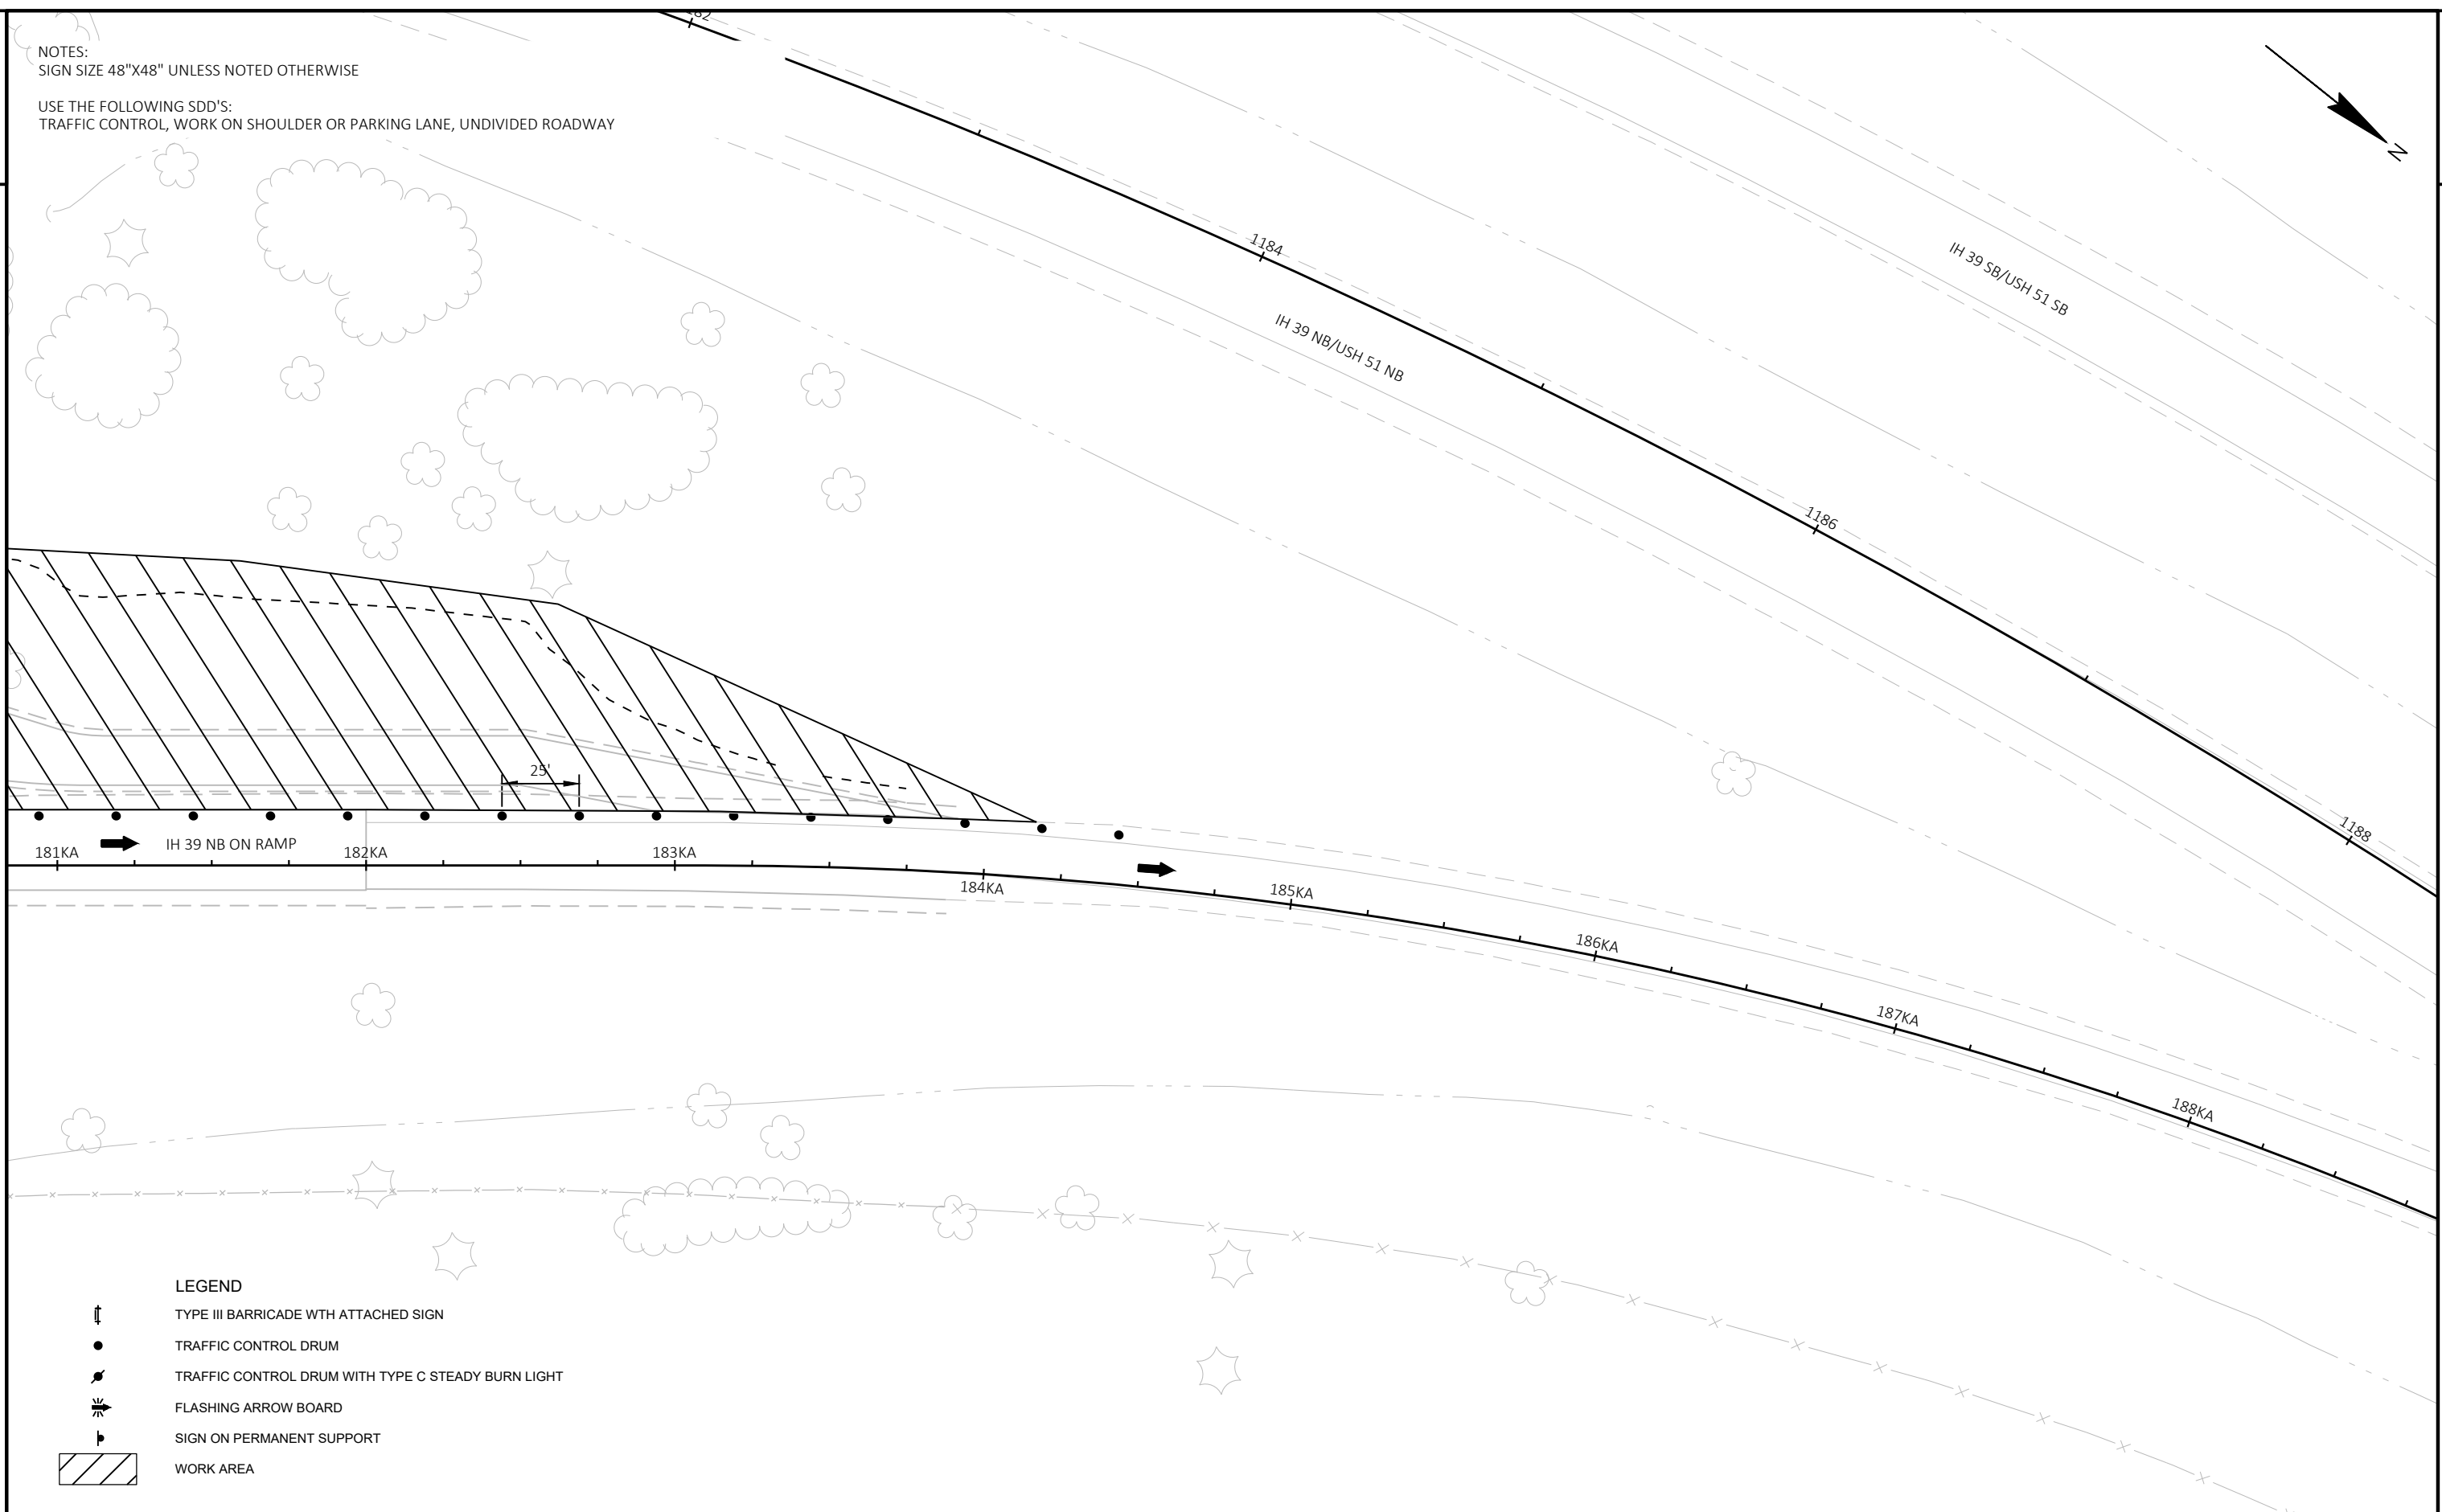 NOTES:
SIGN SIZE 48"X48" UNLESS NOTED OTHERWISE
USE THE FOLLOWING SDD'S:
TRAFFIC CONTROL, WORK ON SHOULDER OR PARKING LANE, UNDIVIDED ROADWAY
N
1184
IH 39 SB/USH 51 SB
IH 39 NB/USH 51 NB
1186
25'
1188
IH 39 NB ON RAMP
181KA
182KA
183KA
184KA
185KA
186KA
187KA
188KA
LEGEND
TYPE III BARRICADE WTH ATTACHED SIGN
TRAFFIC CONTROL DRUM
TRAFFIC CONTROL DRUM WITH TYPE C STEADY BURN LIGHT
FLASHING ARROW BOARD
SIGN ON PERMANENT SUPPORT
WORK AREA